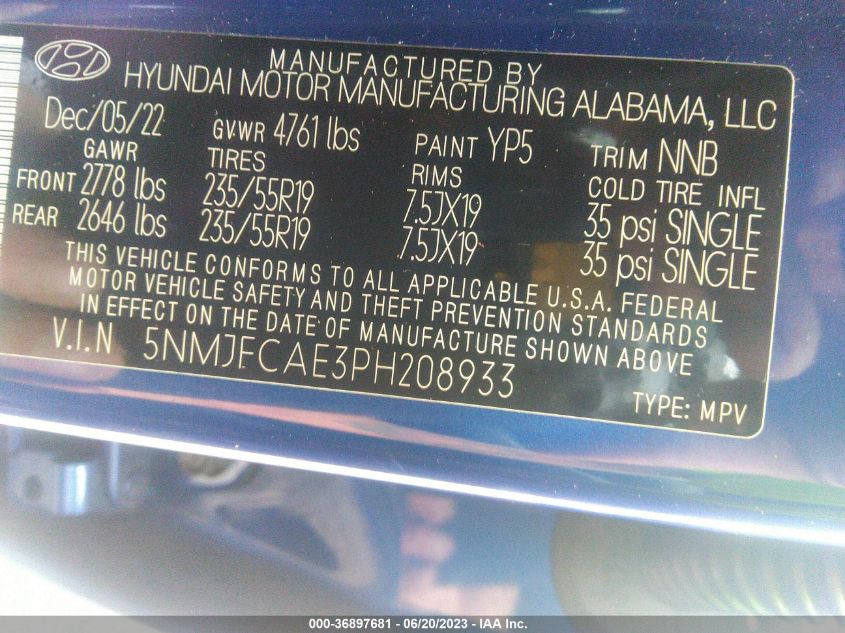 MANUFACTURED BY
HYUNDAI MOTOR MANUFACTURING ALABAMA, LLC
Dec/05/22 GVWR 4761 lbs PAINT YP5 TRIM NNB
GAWR TIRES RIMS COLD TIRE INFL
FRONT 2778 lbs 235/55R19 7.5JX19 35 psi SINGLE
REAR 2646 lbs 235/55R19 7.5JX19 35 psi SINGLE
THIS VEHICLE CONFORMS TO ALL APPLICABLE U.S.A. FEDERAL
MOTOR VEHICLE SAFETY AND THEFT PREVENTION STANDARDS
IN EFFECT ON THE DATE OF MANUFACTURE SHOWN ABOVE
V.I.N 5NMJFCAE3PH208933
TYPE: MPV
000-36897681 - 06/20/2023 - IAA Inc.